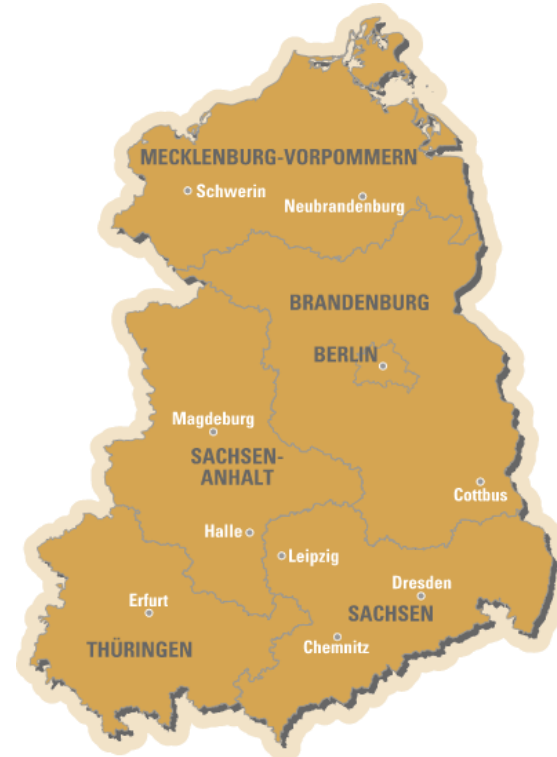 MECKLENBURG-VORPOMMERN
Schwerin
Neubrandenburg
BRANDENBURG
BERLIN
Magdeburg
SACHSEN-
ANHALT
Cottbus
Halle
Leipzig
Dresden
Erfurt
SACHSEN
Chemnitz
THÜRINGEN